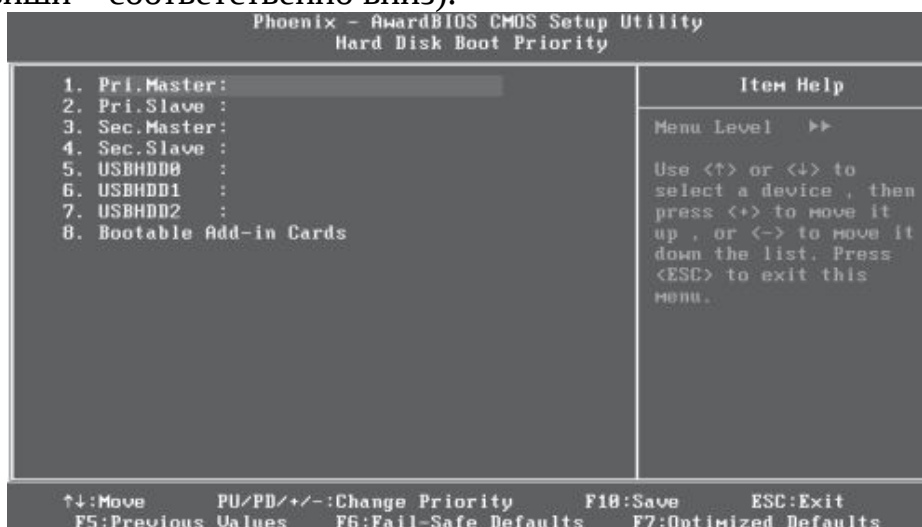 соответственно вниз).
Phoenix - AwardBIOS CMOS Setup Utility
Hard Disk Boot Priority
1. Pri.Master:
2. Pri.Slave :
3. Sec.Master:
4. Sec.Slave :
5. USBHDD0 :
6. USBHDD1 :
7. USBHDD2 :
8. Bootable Add-in Cards
Item Help
Menu Level ▸▸
Use <↑> or <↓> to
select a device , then
press <+> to move it
up , or <-> to move it
down the list. Press
<ESC> to exit this
menu.
↑↓:Move PU/PD/+/-:Change Priority F10:Save ESC:Exit
F5:Previous Values F6:Fail-Safe Defaults F7:Optimized Defaults